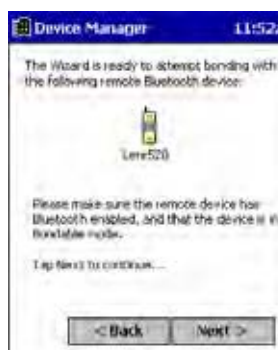 Device Manager 11:52
The Wizard is ready to attempt bonding with
the following remote Bluetooth device:
Lenr520
Please make sure the remote device has
Bluetooth enabled, and that the device is in
Bondable mode.
Tap Next to continue...
< Back Next >